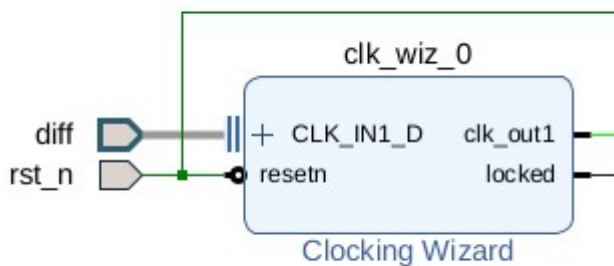 clk_wiz_0
diff
CLK_IN1_D
clk_out1
rst_n
resetn
locked
Clocking Wizard